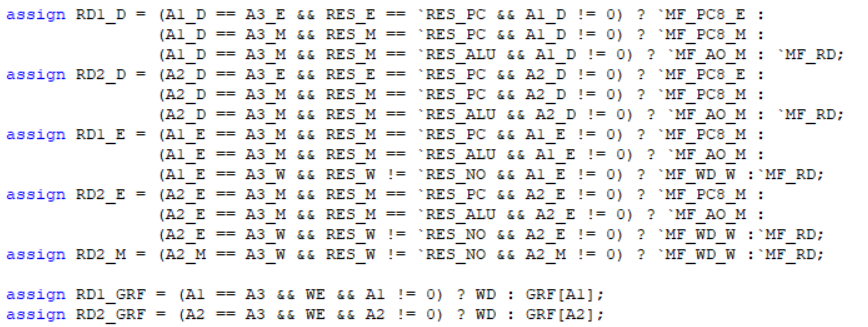 assign RD1_D = (A1_D == A3_E && RES_E == `RES_PC && A1_D != 0) ? `MF_PC8_E :
(A1_D == A3_M && RES_M == `RES_PC && A1_D != 0) ? `MF_PC8_M :
(A1_D == A3_M && RES_M == `RES_ALU && A1_D != 0) ? `MF_AO_M : `MF_RD;
assign RD2_D = (A2_D == A3_E && RES_E == `RES_PC && A2_D != 0) ? `MF_PC8_E :
(A2_D == A3_M && RES_M == `RES_PC && A2_D != 0) ? `MF_PC8_M :
(A2_D == A3_M && RES_M == `RES_ALU && A2_D != 0) ? `MF_AO_M : `MF_RD;
assign RD1_E = (A1_E == A3_M && RES_M == `RES_PC && A1_E != 0) ? `MF_PC8_M :
(A1_E == A3_M && RES_M == `RES_ALU && A1_E != 0) ? `MF_AO_M :
(A1_E == A3_W && RES_W != `RES_NO && A1_E != 0) ? `MF_WD_W :`MF_RD;
assign RD2_E = (A2_E == A3_M && RES_M == `RES_PC && A2_E != 0) ? `MF_PC8_M :
(A2_E == A3_M && RES_M == `RES_ALU && A2_E != 0) ? `MF_AO_M :
(A2_E == A3_W && RES_W != `RES_NO && A2_E != 0) ? `MF_WD_W :`MF_RD;
assign RD2_M = (A2_M == A3_W && RES_W != `RES_NO && A2_M != 0) ? `MF_WD_W :`MF_RD;
assign RD1_GRF = (A1 == A3 && WE && A1 != 0) ? WD : GRF[A1];
assign RD2_GRF = (A2 == A3 && WE && A2 != 0) ? WD : GRF[A2];